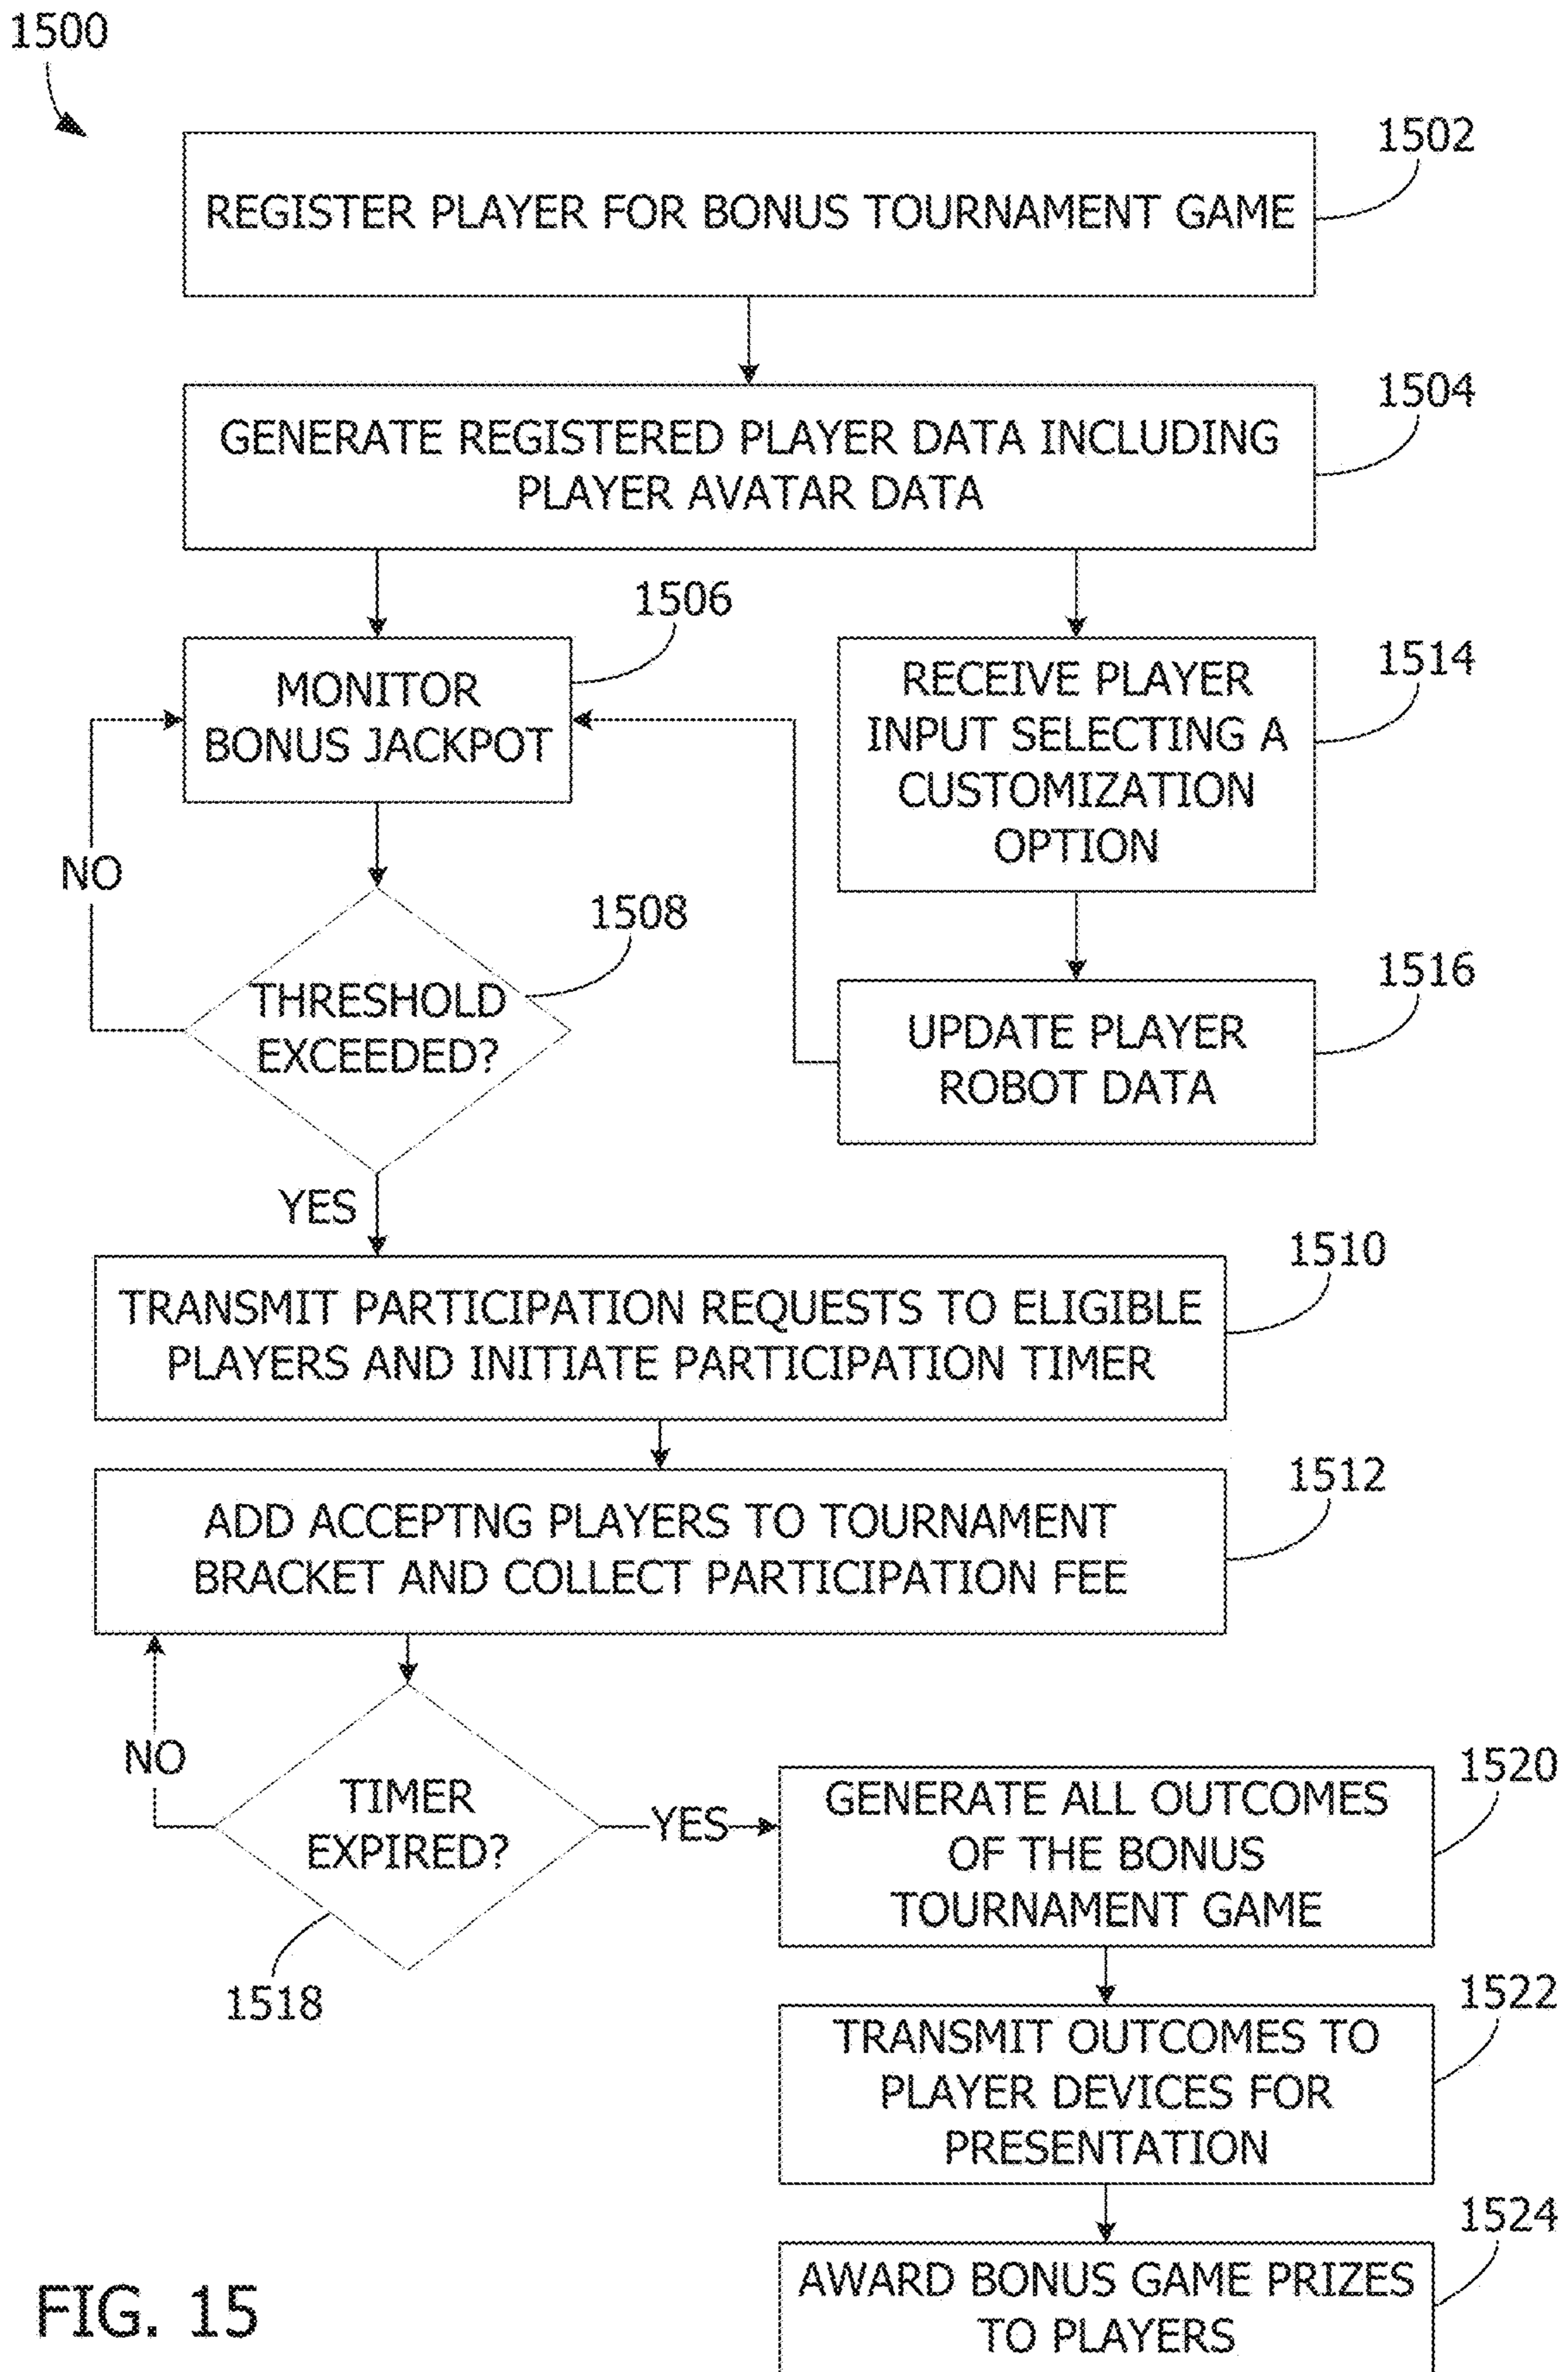 1500
1502
REGISTER PLAYER FOR BONUS TOURNAMENT GAME
1504
GENERATE REGISTERED PLAYER DATA INCLUDING
PLAYER AVATAR DATA
1506
MONITOR
BONUS JACKPOT
1514
RECEIVE PLAYER
INPUT SELECTING A
CUSTOMIZATION
OPTION
NO
1508
THRESHOLD
EXCEEDED?
1516
UPDATE PLAYER
ROBOT DATA
YES
1510
TRANSMIT PARTICIPATION REQUESTS TO ELIGIBLE
PLAYERS AND INITIATE PARTICIPATION TIMER
1512
ADD ACCEPTNG PLAYERS TO TOURNAMENT
BRACKET AND COLLECT PARTICIPATION FEE
NO
TIMER
EXPIRED?
1518
YES
1520
GENERATE ALL OUTCOMES
OF THE BONUS
TOURNAMENT GAME
1522
TRANSMIT OUTCOMES TO
PLAYER DEVICES FOR
PRESENTATION
1524
AWARD BONUS GAME PRIZES
TO PLAYERS
FIG. 15